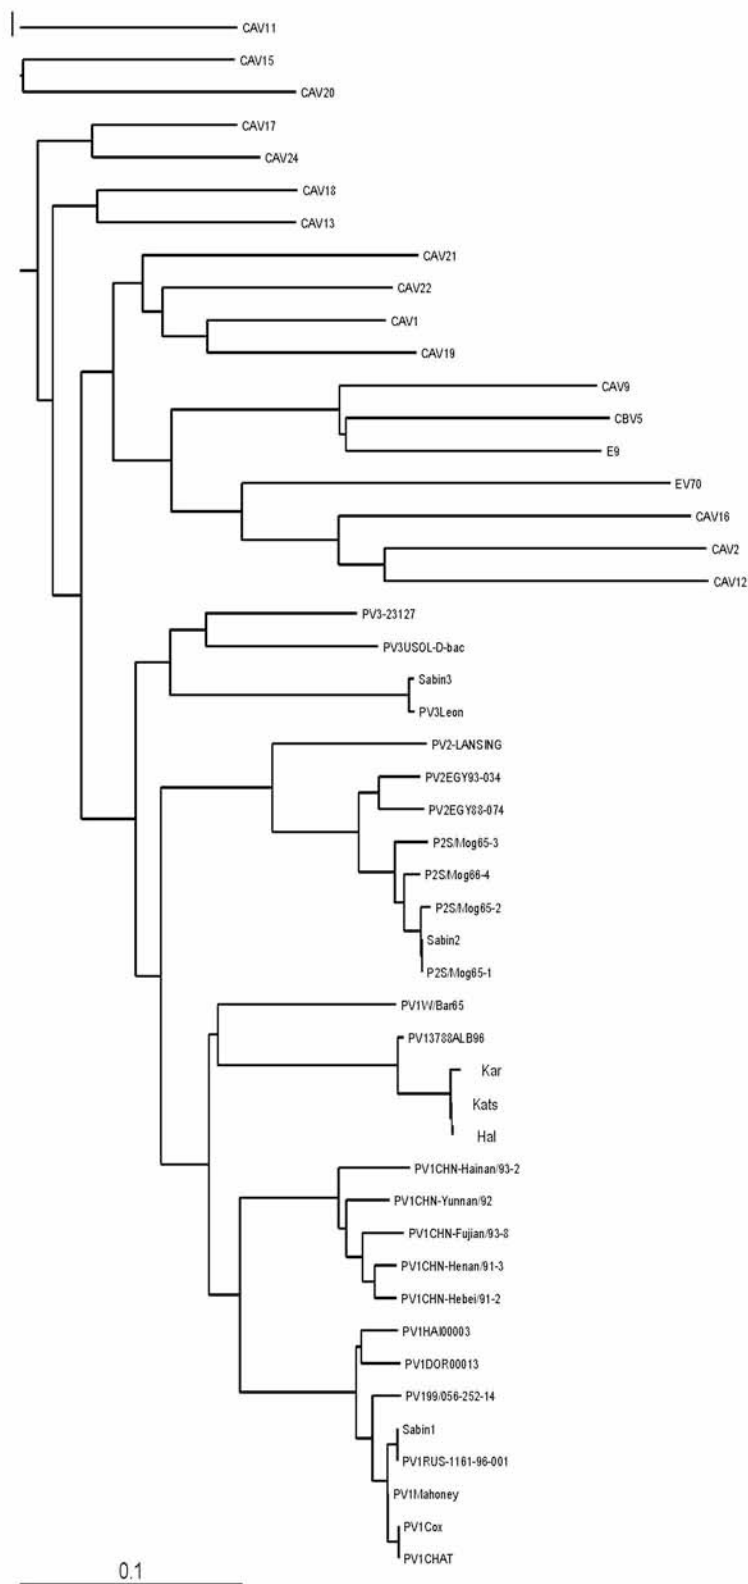 CAV11
CAV15
CAV20
CAV17
CAV24
CAV18
CAV13
CAV21
CAV22
CAV1
CAV19
CAV9
CBV5
E9
EV70
CAV16
CAV2
CAV12
PV3-23127
PV3USOL-D-bac
Sabin3
PV3Leon
PV2-LANSING
PV2EGY93-034
PV2EGY88-074
P2S/Mog65-3
P2S/Mog66-4
P2S/Mog65-2
Sabin2
P2S/Mog65-1
PV1W/Bar65
PV13788ALB96
Kar
Kats
Hal
PV1CHN-Hainan/93-2
PV1CHN-Yunnan/92
PV1CHN-Fujian/93-8
PV1CHN-Henan/91-3
PV1CHN-Hebei/91-2
PV1HAI00003
PV1DOR00013
PV199/056-252-14
Sabin1
PV1RUS-1161-96-001
PV1Mahoney
PV1Cox
PV1CHAT
0.1